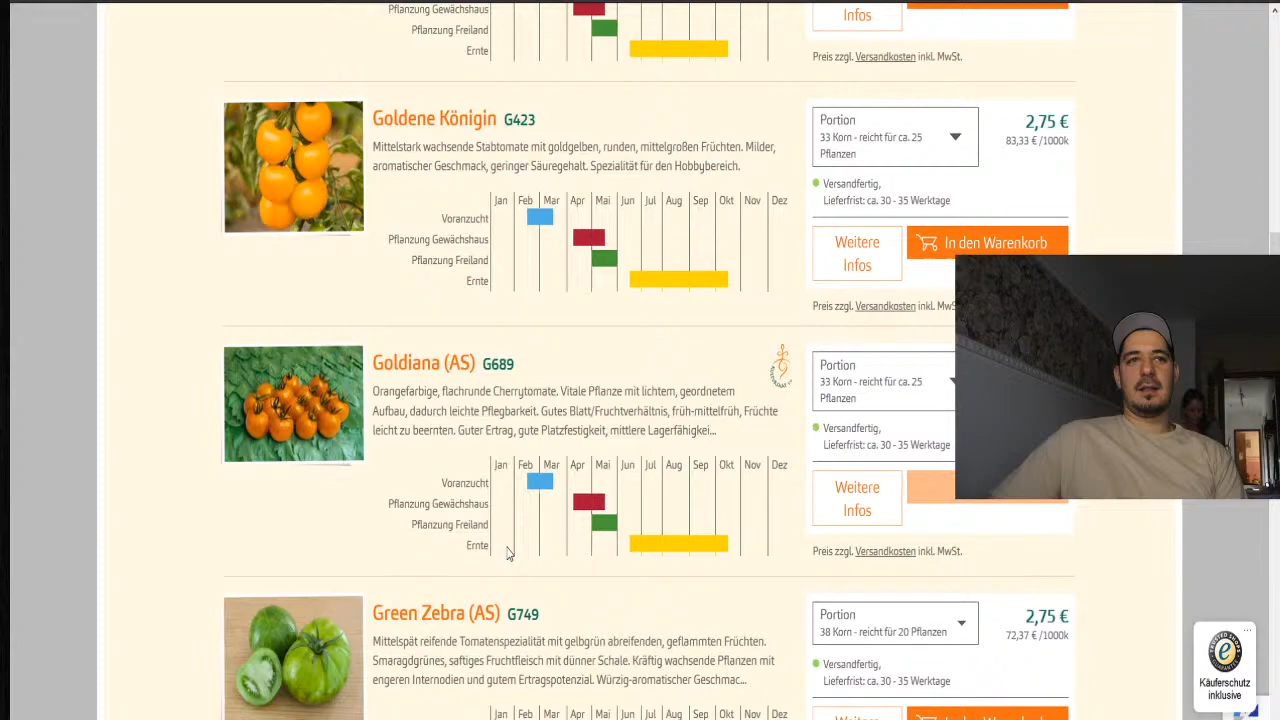 Pflanzung Gewächshaus
Pflanzung Freiland
Ernte
Infos
Preis zzgl. Versandkosten inkl. MwSt.
Goldene Königin G423
Mittelstark wachsende Stabtomate mit goldgelben, runden, mittelgroßen Früchten. Milder,
aromatischer Geschmack, geringer Säuregehalt. Spezialität für den Hobbybereich.
Jan Feb Mar Apr Mai Jun Jul Aug Sep Okt Nov Dez
Voranzucht
Pflanzung Gewächshaus
Pflanzung Freiland
Ernte
Portion
33 Korn - reicht für ca. 25
Pflanzen
2,75 €
83,33 € /1000k
Versandfertig,
Lieferfrist: ca. 30 - 35 Werktage
Weitere
Infos
In den Warenkorb
Preis zzgl. Versandkosten inkl.
Goldiana (AS) G689
Orangefarbige, flachrunde Cherrytomate. Vitale Pflanze mit lichtem, geordnetem
Aufbau, dadurch leichte Pflegbarkeit. Gutes Blatt/Fruchtverhältnis, früh-mittelfrüh, Früchte
leicht zu beernten. Guter Ertrag, gute Platzfestigkeit, mittlere Lagerfähigkei...
Jan Feb Mar Apr Mai Jun Jul Aug Sep Okt Nov Dez
Voranzucht
Pflanzung Gewächshaus
Pflanzung Freiland
Ernte
Portion
33 Korn - reicht für ca. 25
Pflanzen
Versandfertig,
Lieferfrist: ca. 30 - 35 Werktage
Weitere
Infos
Preis zzgl. Versandkosten inkl. MwSt.
Green Zebra (AS) G749
Mittelspät reifende Tomatenspezialität mit gelbgrün abreifenden, geflammten Früchten.
Smaragdgrünes, saftiges Fruchtfleisch mit dünner Schale. Kräftig wachsende Pflanzen mit
engeren Internodien und gutem Ertragspotenzial. Würzig-aromatischer Geschmac...
Jan Feb Mar Apr Mai Jun Jul Aug Sep Okt Nov Dez
Portion
38 Korn - reicht für 20 Pflanzen
2,75 €
72,37 € /1000k
Versandfertig,
Lieferfrist: ca. 30 - 35 Werktage
In den Warenkorb
Käuferschutz
inklusive